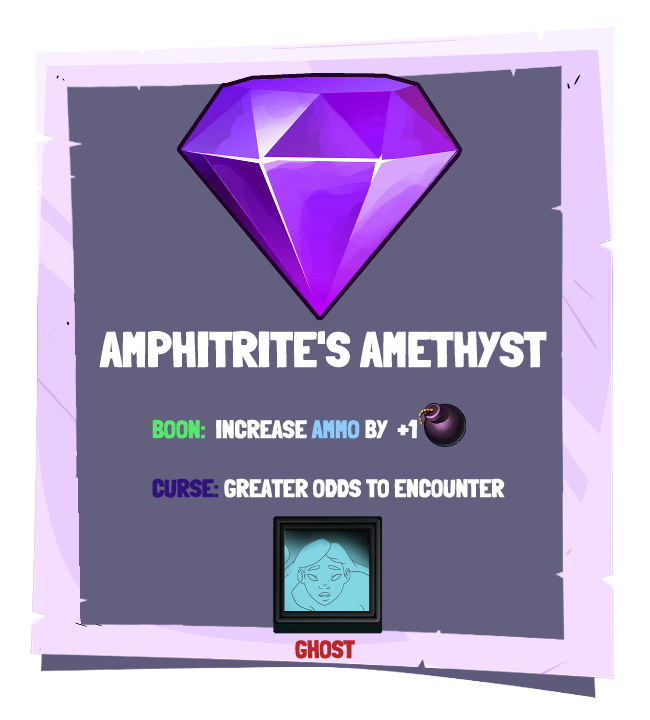 AMPHITRITE'S AMETHYST
BOON: INCREASE AMMO BY +1
CURSE: GREATER ODDS TO ENCOUNTER
GHOST